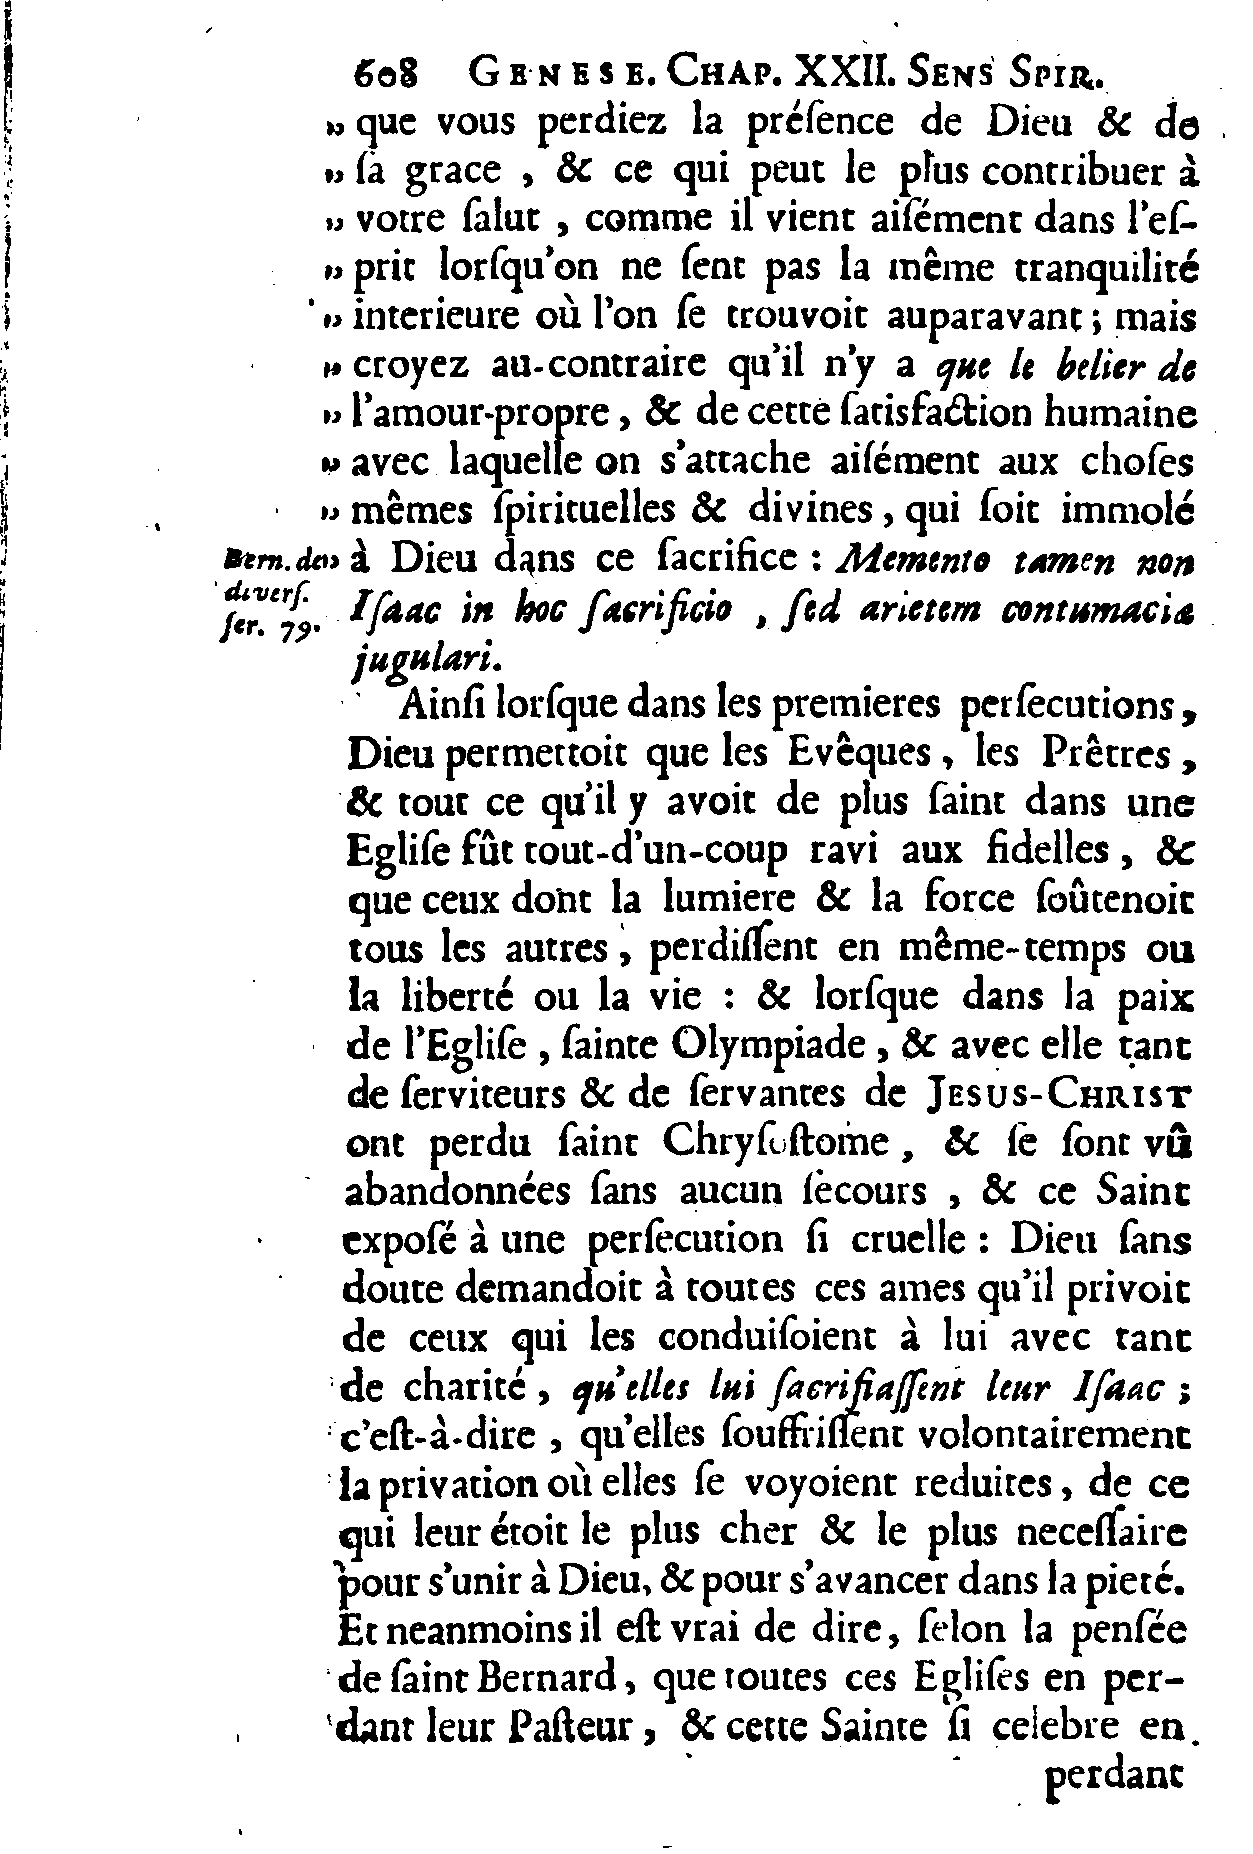 608 GENESE. CHAP. XXII. SENS SPIR.
„ que vous perdiez la préſence de Dieu & de
„ ſa grace , & ce qui peut le plus contribuer à
„ votre ſalut , comme il vient aiſément dans l'eſ-
„ prit lorſqu'on ne ſent pas la même tranquilité
„ interieure où l'on ſe trouvoit auparavant ; mais
„ croyez au-contraire qu'il n'y a que le belier de
„ l'amour-propre , & de cette ſatisfaction humaine
„ avec laquelle on s'attache aiſément aux choſes
„ mêmes ſpirituelles & divines , qui ſoit immolé
Bern. de „ à Dieu dans ce ſacrifice : Memento tamen non
diverſ. Iſaac in hoc ſacrificio , ſed arietem contumacia
ſer. 79. jugulari.
Ainſi lorſque dans les premieres perſecutions ,
Dieu permettoit que les Evêques , les Prêtres ,
& tout ce qu'il y avoit de plus ſaint dans une
Egliſe fût tout-d'un-coup ravi aux fidelles , &
que ceux dont la lumiere & la force ſoûtenoit
tous les autres , perdiſſent en même-temps ou
la liberté ou la vie : & lorſque dans la paix
de l'Egliſe , ſainte Olympiade , & avec elle tant
de ſerviteurs & de ſervantes de JESUS-CHRIST
ont perdu ſaint Chryſoſtome , & ſe ſont vû
abandonnées ſans aucun ſecours , & ce Saint
expoſé à une perſecution ſi cruelle : Dieu ſans
doute demandoit à toutes ces ames qu'il privoit
de ceux qui les conduiſoient à lui avec tant
de charité , qu'elles lui ſacrifiaſſent leur Iſaac ;
c'eſt-à-dire , qu'elles ſouffriſſent volontairement
la privation où elles ſe voyoient reduites , de ce
qui leur étoit le plus cher & le plus neceſſaire
pour s'unir à Dieu, & pour s'avancer dans la pieté.
Et neanmoins il eſt vrai de dire , ſelon la penſée
de ſaint Bernard , que toutes ces Egliſes en per-
dant leur Paſteur , & cette Sainte ſi celebre en
perdant